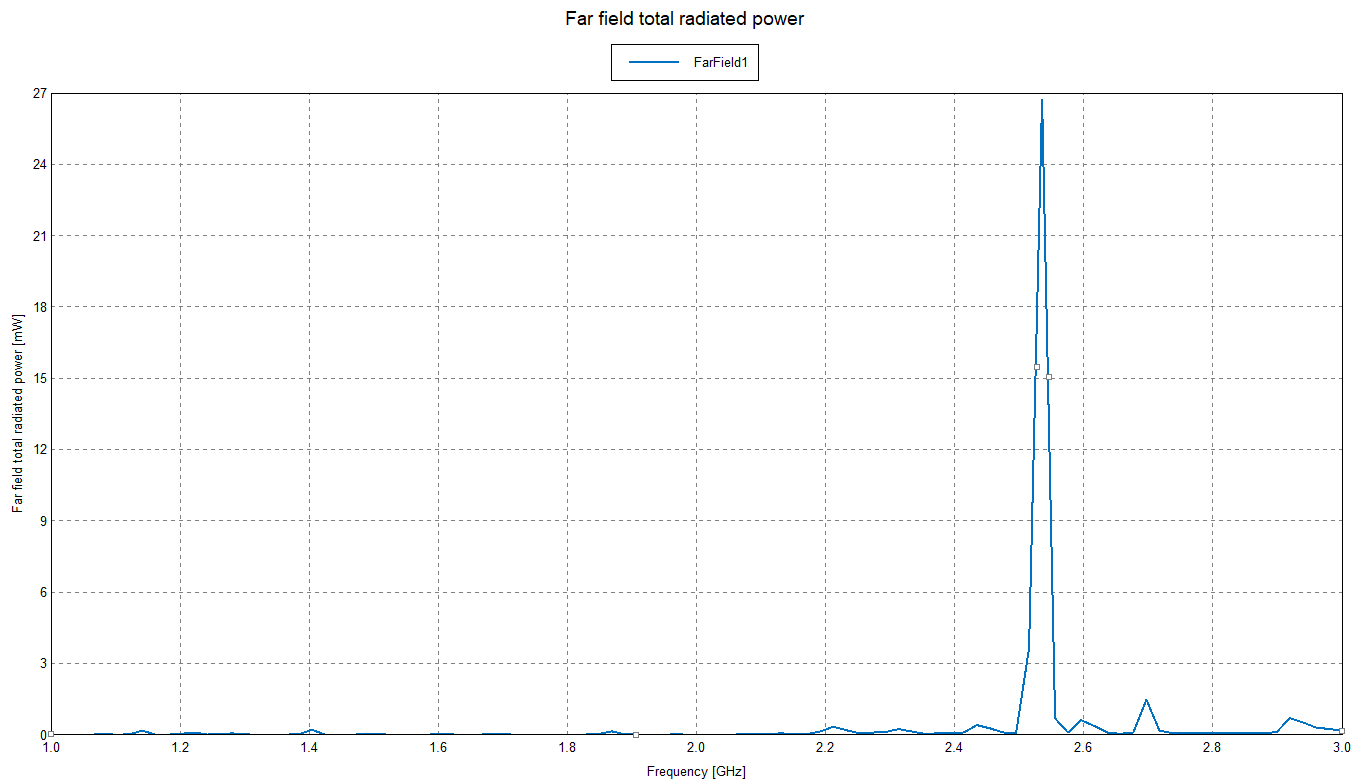 Far field total radiated power
FarField1
Far field total radiated power [mW]
27
24
21
18
15
12
9
6
3
0
1.0 1.2 1.4 1.6 1.8 2.0 2.2 2.4 2.6 2.8 3.0
Frequency [GHz]